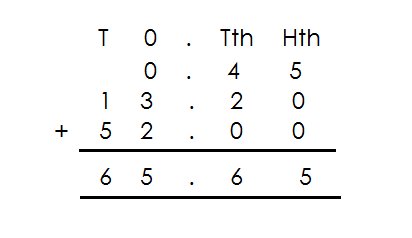 T O . Tth Hth
0 . 4 5
1 3 . 2 0
+ 5 2 . 0 0
6 5 . 6 5